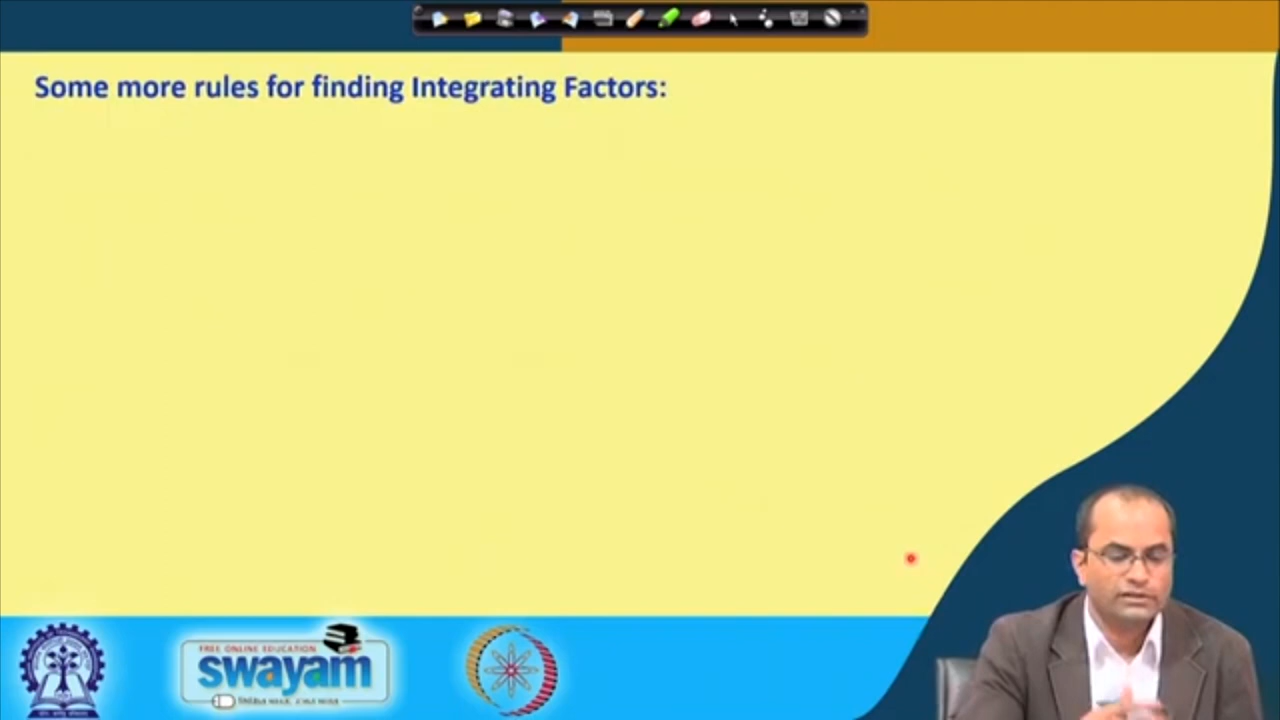 Some more rules for finding Integrating Factors:
FREE ONLINE EDUCATION
swayam